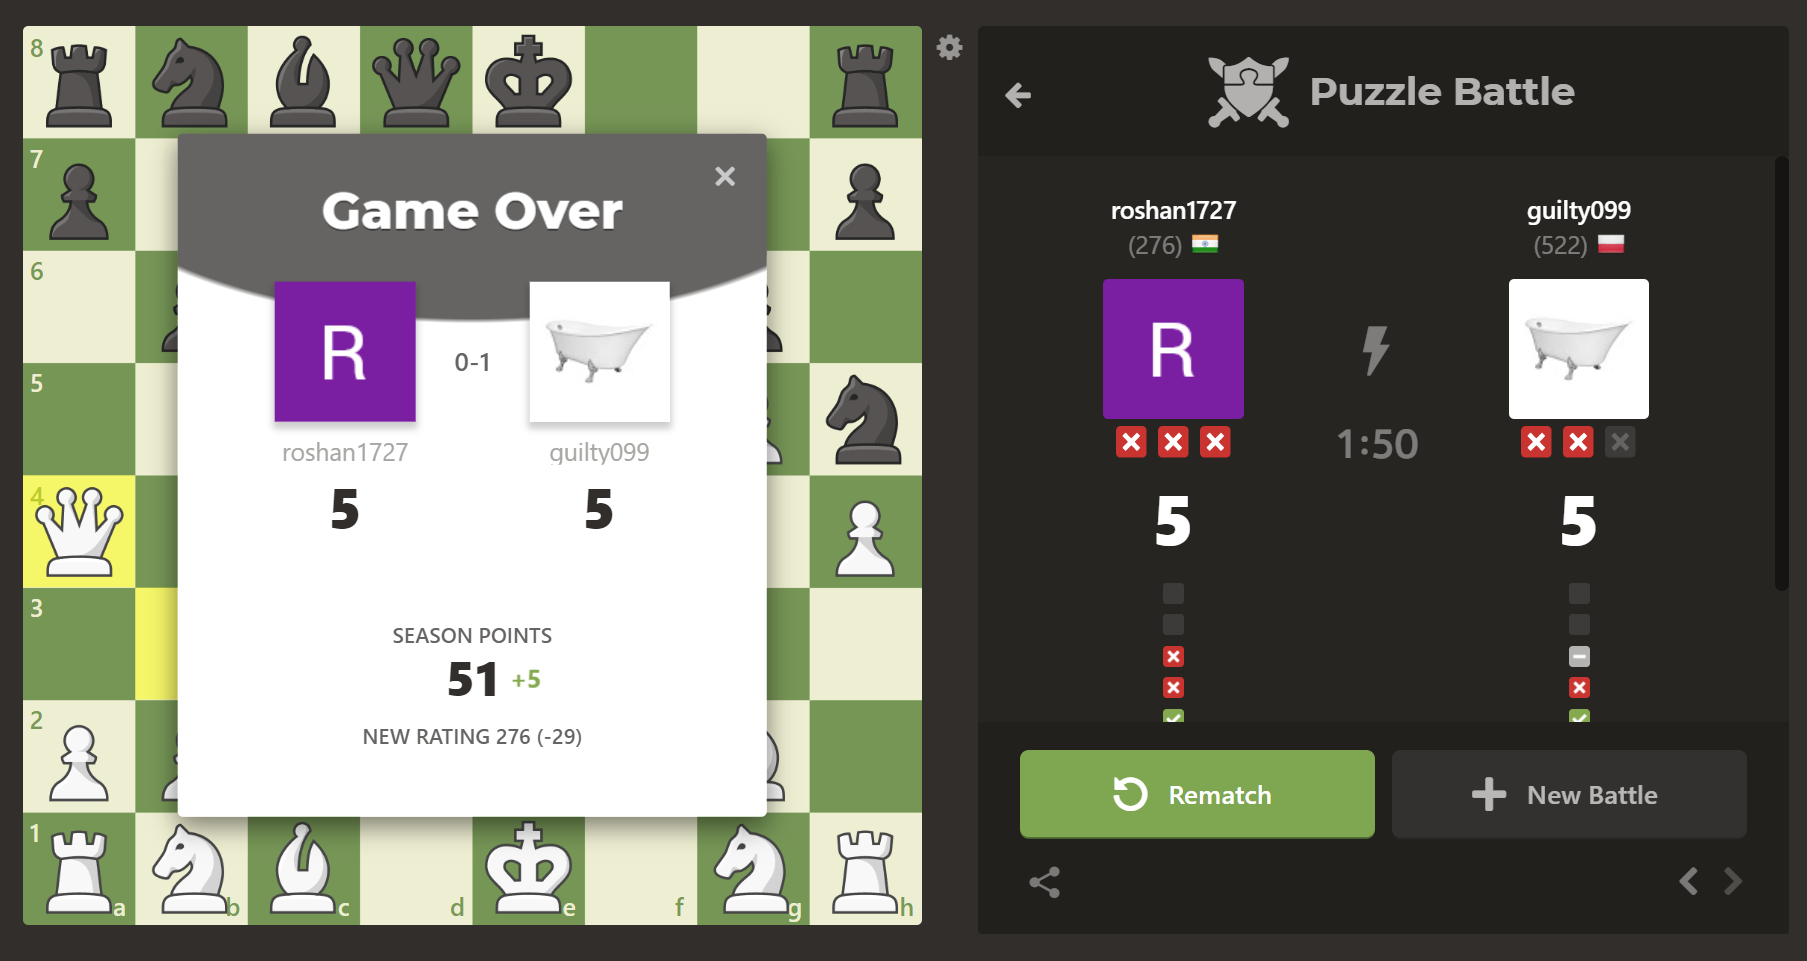 8
7
6
5
4
3
2
1
a
b
c
d
e
f
g
h
Game Over
R
0-1
roshan1727
guilty099
5
5
SEASON POINTS
51 +5
NEW RATING 276 (-29)
Puzzle Battle
roshan1727
guilty099
(276)
(522)
R
1:50
5
5
Rematch
New Battle